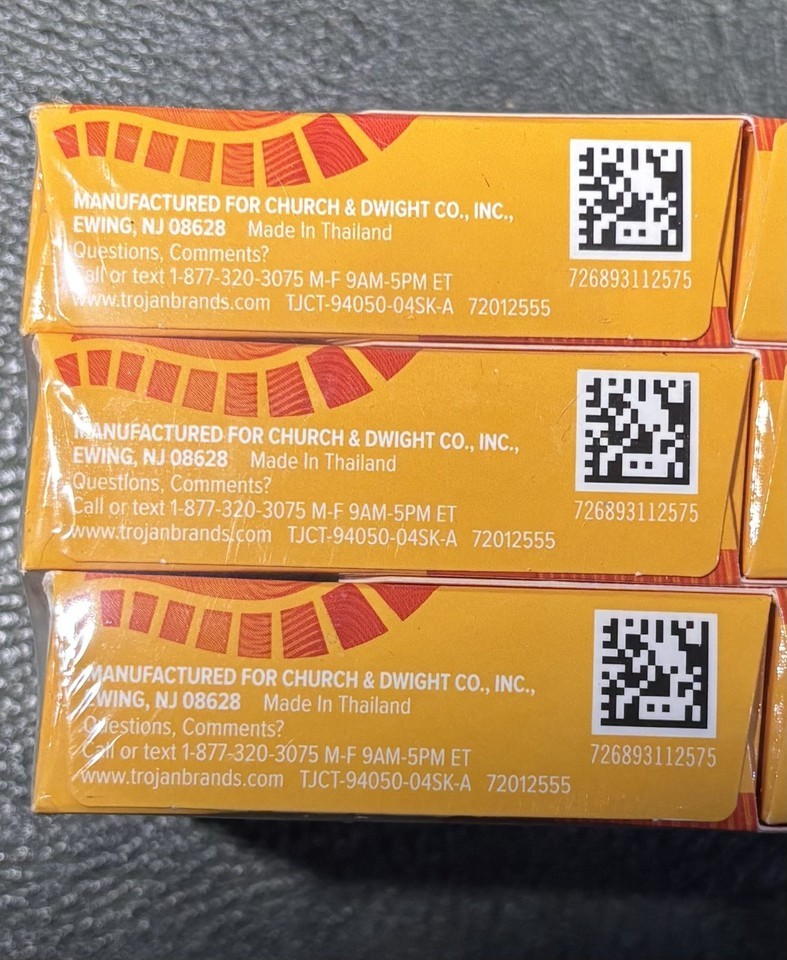 MANUFACTURED FOR CHURCH & DWIGHT CO., INC.,
EWING, NJ 08628 Made In Thailand
Questions, Comments?
Call or text 1-877-320-3075 M-F 9AM-5PM ET
www.trojanbrands.com TJCT-94050-04SK-A 72012555
726893112575
MANUFACTURED FOR CHURCH & DWIGHT CO., INC.,
EWING, NJ 08628 Made In Thailand
Questions, Comments?
Call or text 1-877-320-3075 M-F 9AM-5PM ET
www.trojanbrands.com TJCT-94050-04SK-A 72012555
726893112575
MANUFACTURED FOR CHURCH & DWIGHT CO., INC.,
EWING, NJ 08628 Made In Thailand
Questions, Comments?
Call or text 1-877-320-3075 M-F 9AM-5PM ET
www.trojanbrands.com TJCT-94050-04SK-A 72012555
726893112575